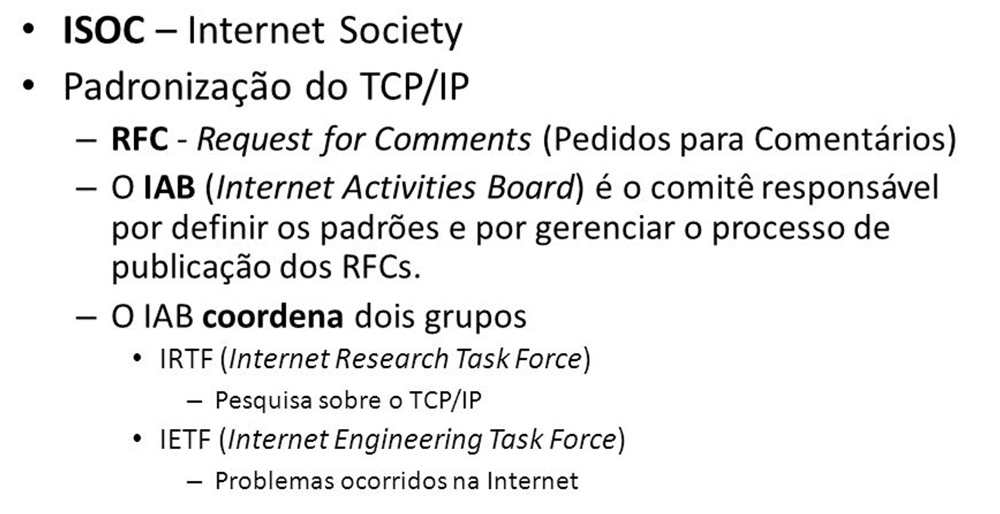 • ISOC – Internet Society
• Padronização do TCP/IP
– RFC - Request for Comments (Pedidos para Comentários)
– O IAB (Internet Activities Board) é o comitê responsável
por definir os padrões e por gerenciar o processo de
publicação dos RFCs.
– O IAB coordena dois grupos
• IRTF (Internet Research Task Force)
– Pesquisa sobre o TCP/IP
• IETF (Internet Engineering Task Force)
– Problemas ocorridos na Internet